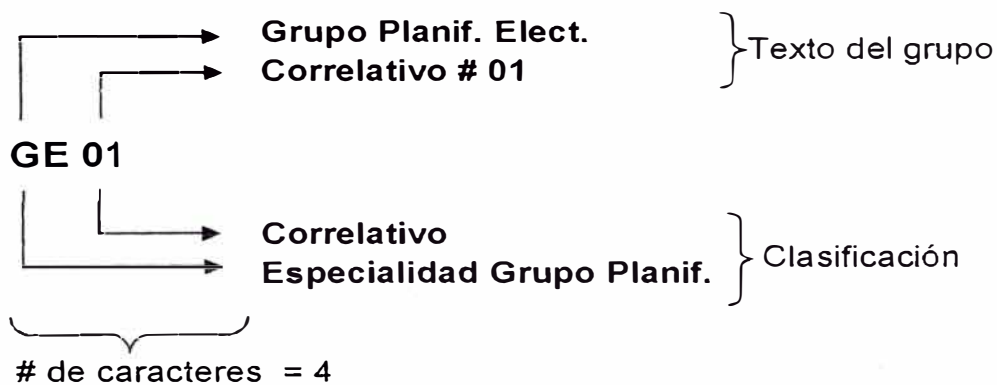 Grupo Planif. Elect.
Correlativo # 01
Texto del grupo
GE 01
Correlativo
Especialidad Grupo Planif.
Clasificación
# de caracteres = 4